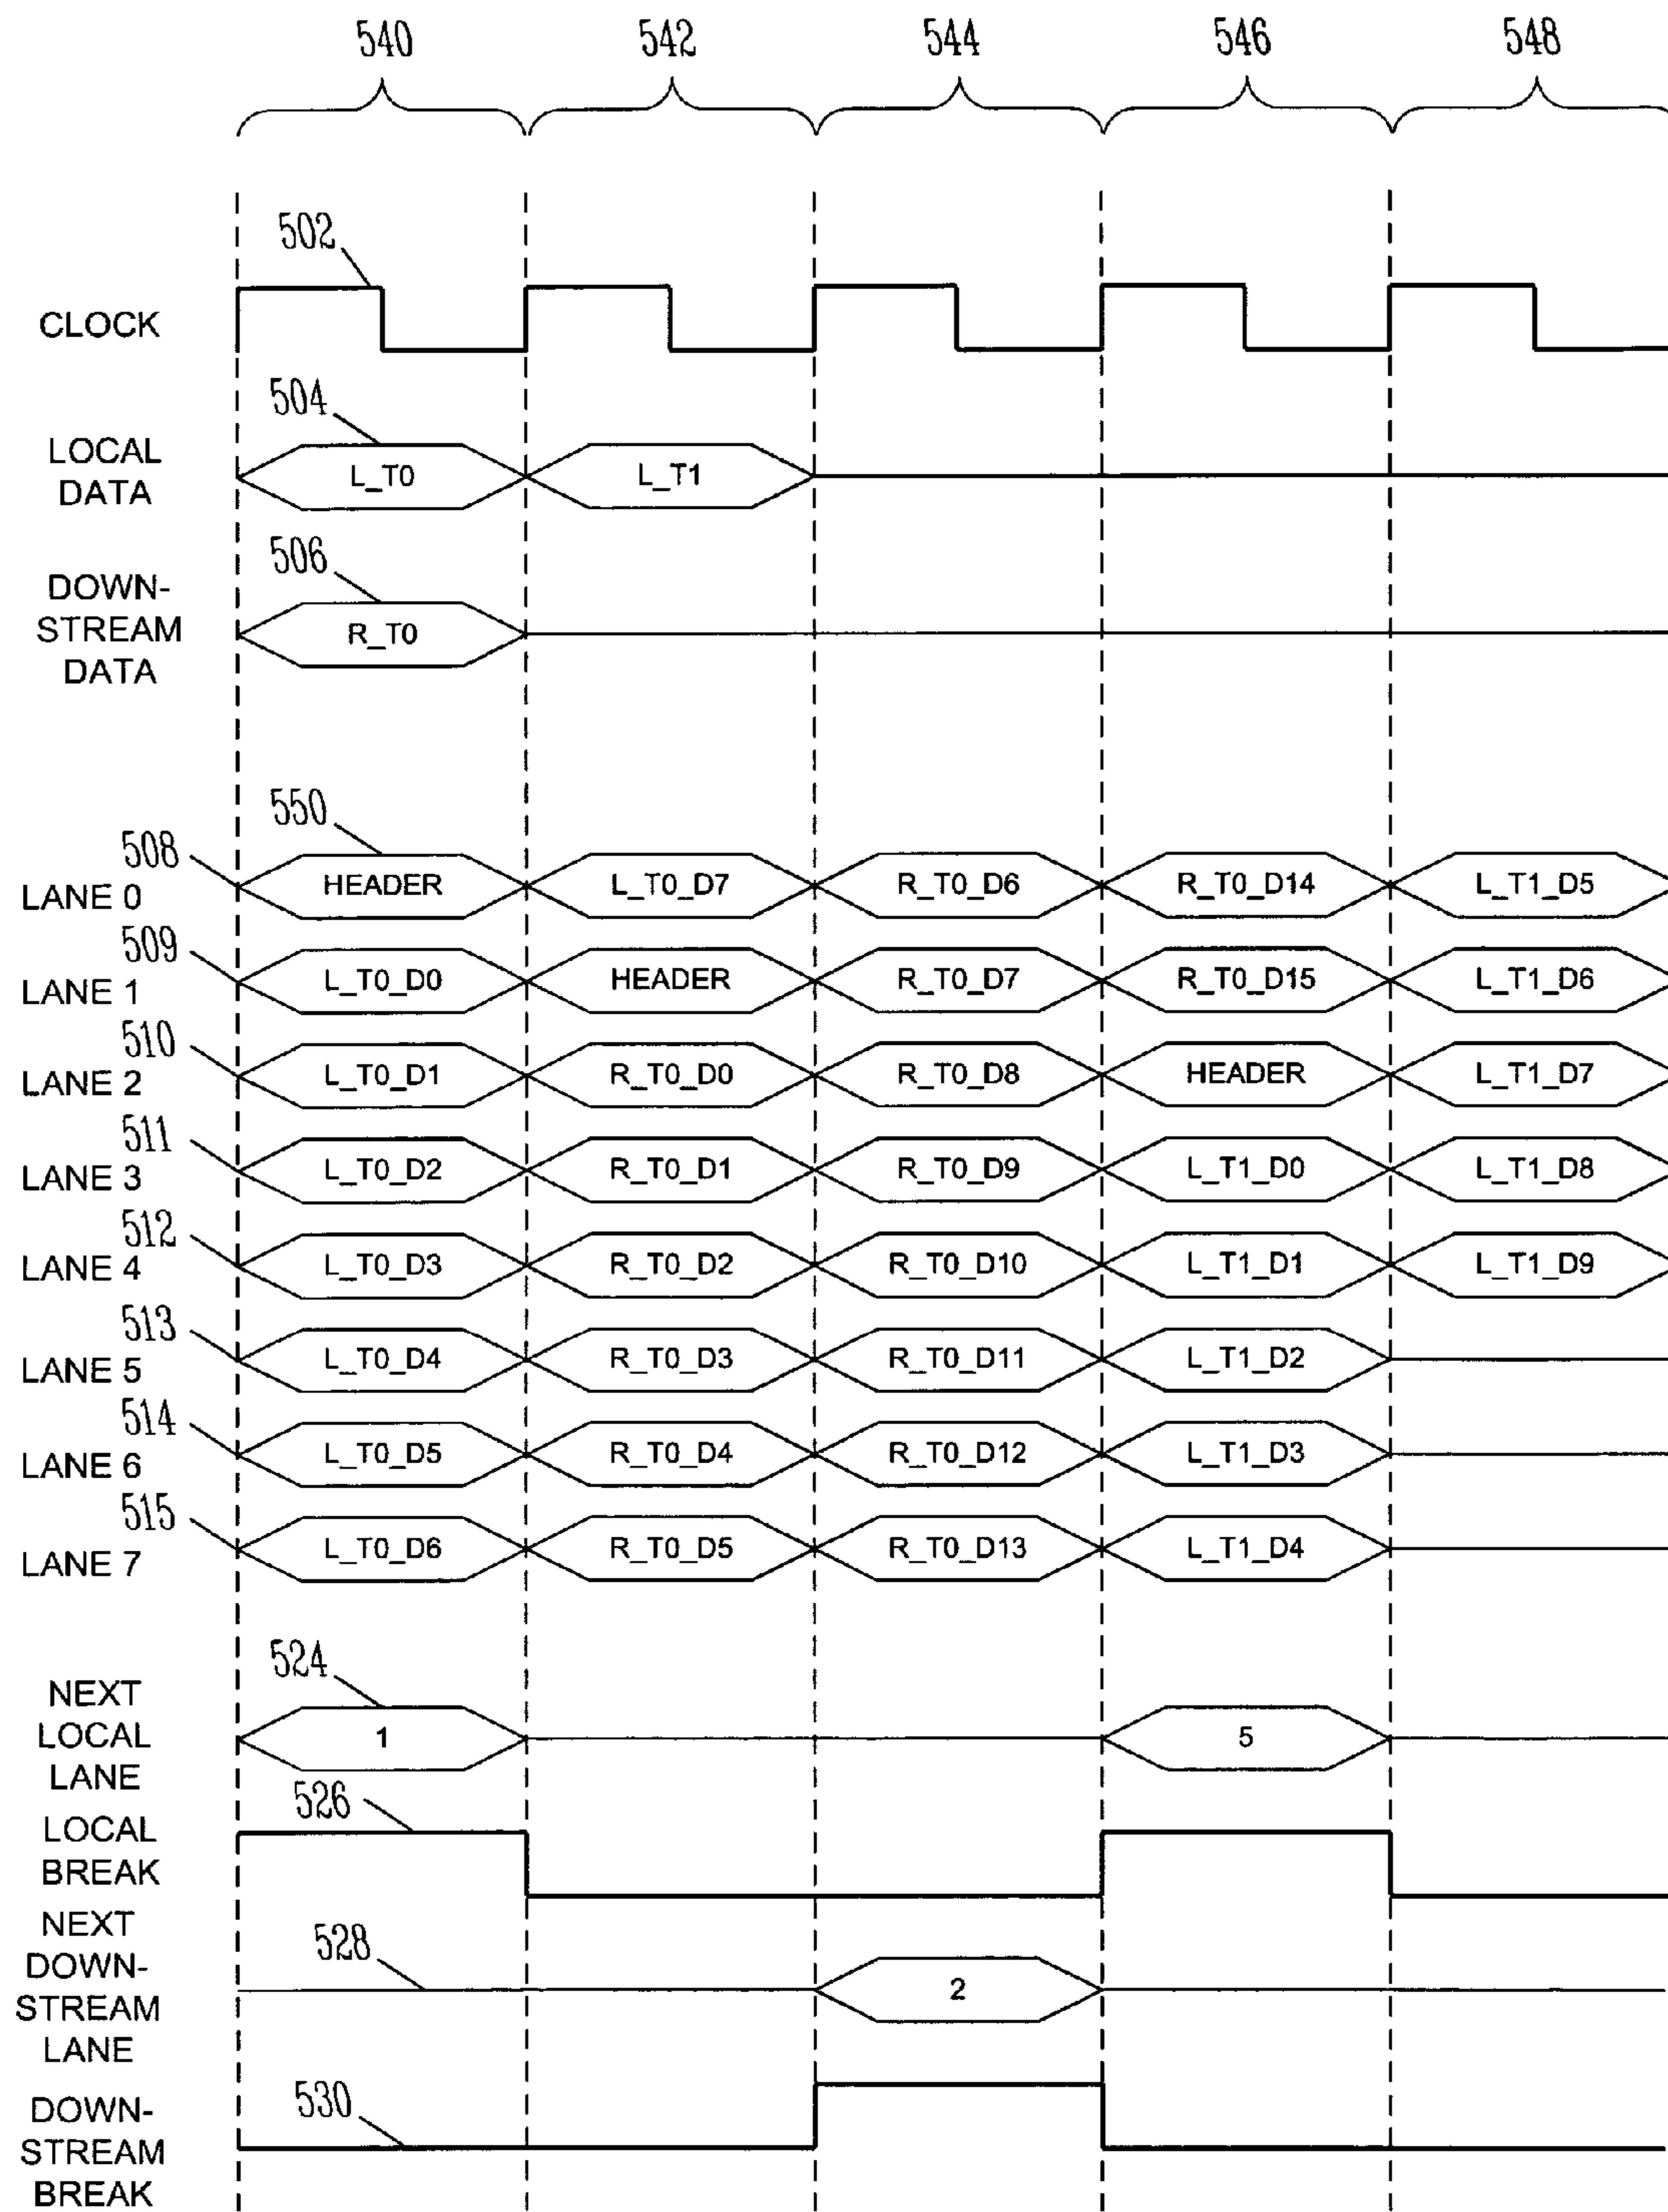 540 542 544 546 548
502
CLOCK
504
LOCAL
DATA
L_T0 L_T1
506
DOWN-
STREAM
DATA
R_T0
550
508
LANE 0 HEADER L_T0_D7 R_T0_D6 R_T0_D14 L_T1_D5
509
LANE 1 L_T0_D0 HEADER R_T0_D7 R_T0_D15 L_T1_D6
510
LANE 2 L_T0_D1 R_T0_D0 R_T0_D8 HEADER L_T1_D7
511
LANE 3 L_T0_D2 R_T0_D1 R_T0_D9 L_T1_D0 L_T1_D8
512
LANE 4 L_T0_D3 R_T0_D2 R_T0_D10 L_T1_D1 L_T1_D9
513
LANE 5 L_T0_D4 R_T0_D3 R_T0_D11 L_T1_D2
514
LANE 6 L_T0_D5 R_T0_D4 R_T0_D12 L_T1_D3
515
LANE 7 L_T0_D6 R_T0_D5 R_T0_D13 L_T1_D4
524
NEXT
LOCAL
LANE
1 5
526
LOCAL
BREAK
528
NEXT
DOWN-
STREAM
LANE
2
530
DOWN-
STREAM
BREAK